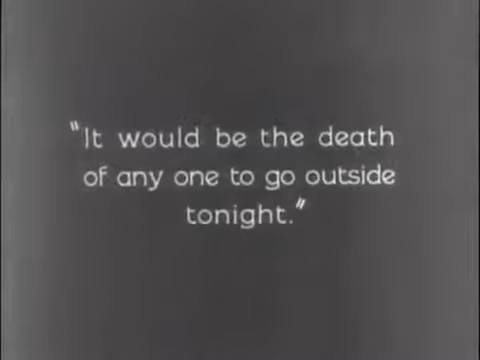 "It would be the death
of any one to go outside
tonight."